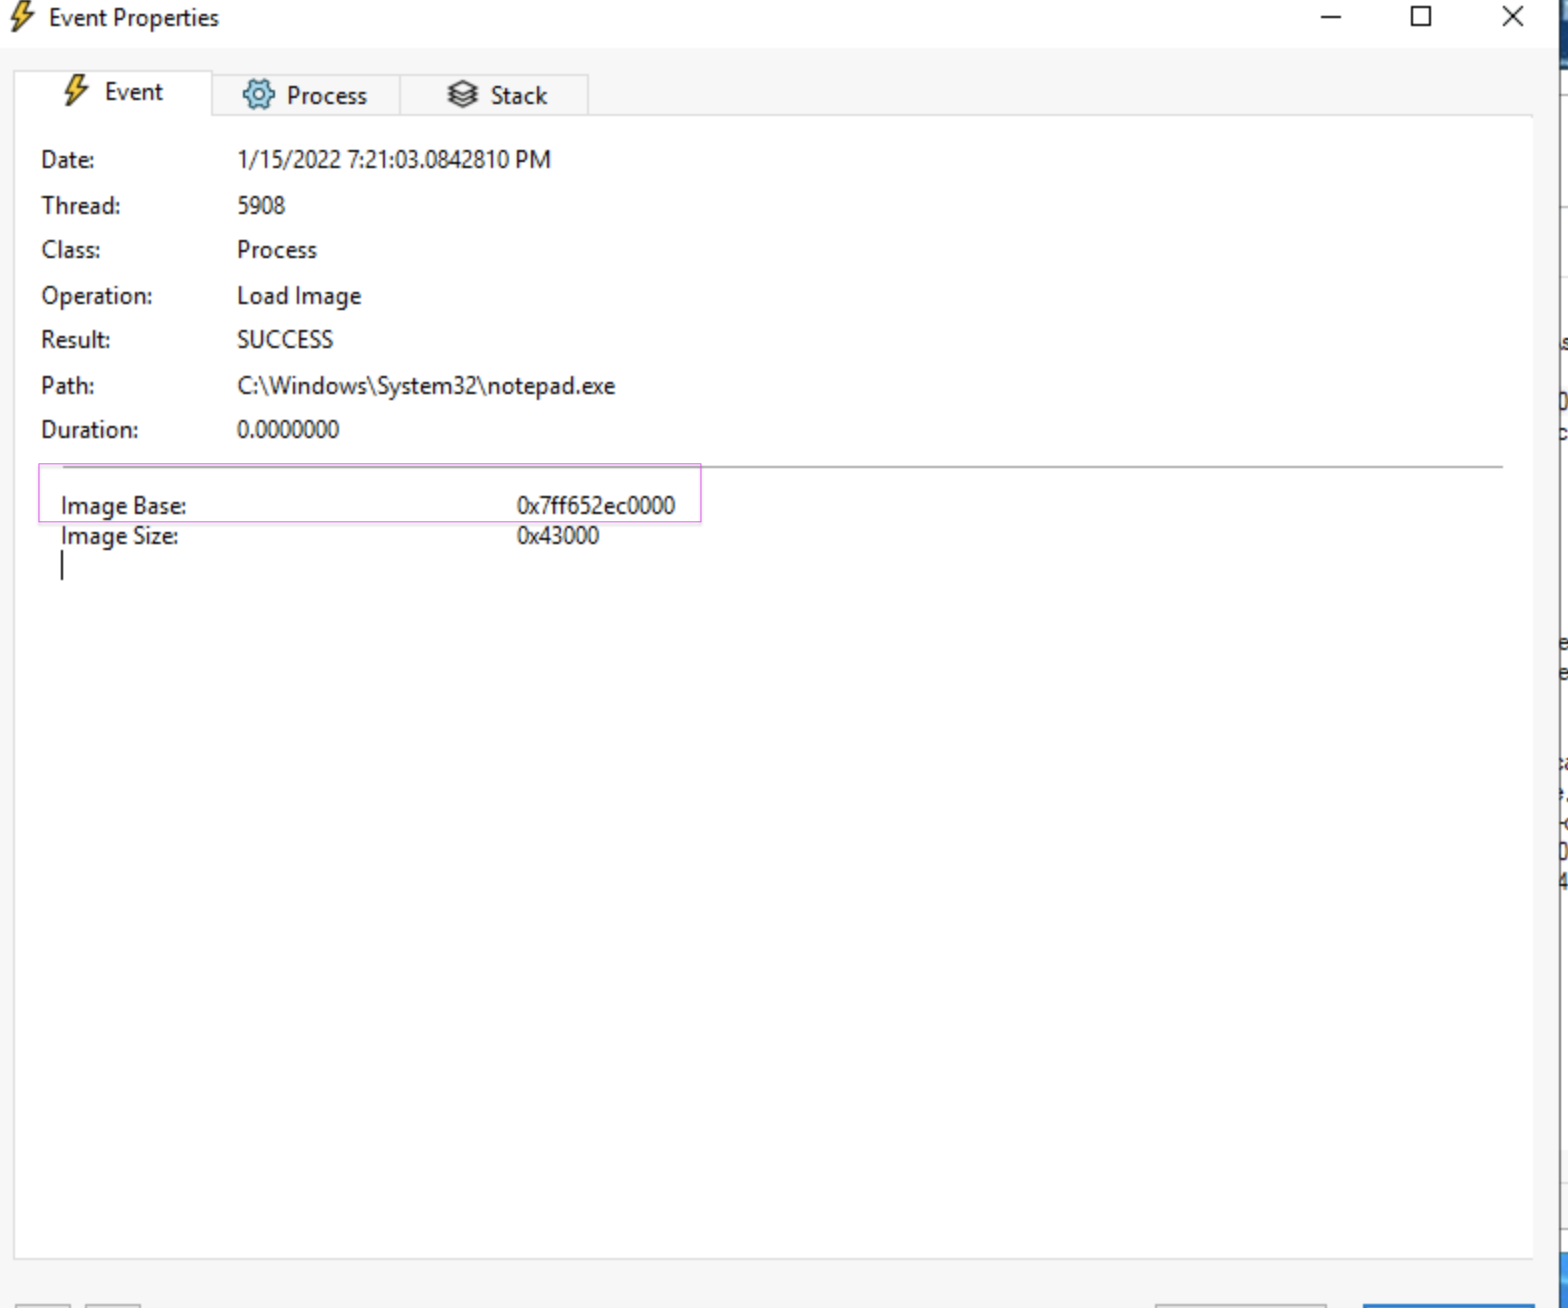 Event Properties
Event Process Stack
Date: 1/15/2022 7:21:03.0842810 PM
Thread: 5908
Class: Process
Operation: Load Image
Result: SUCCESS
Path: C:\Windows\System32\notepad.exe
Duration: 0.0000000
Image Base: 0x7ff652ec0000
Image Size: 0x43000